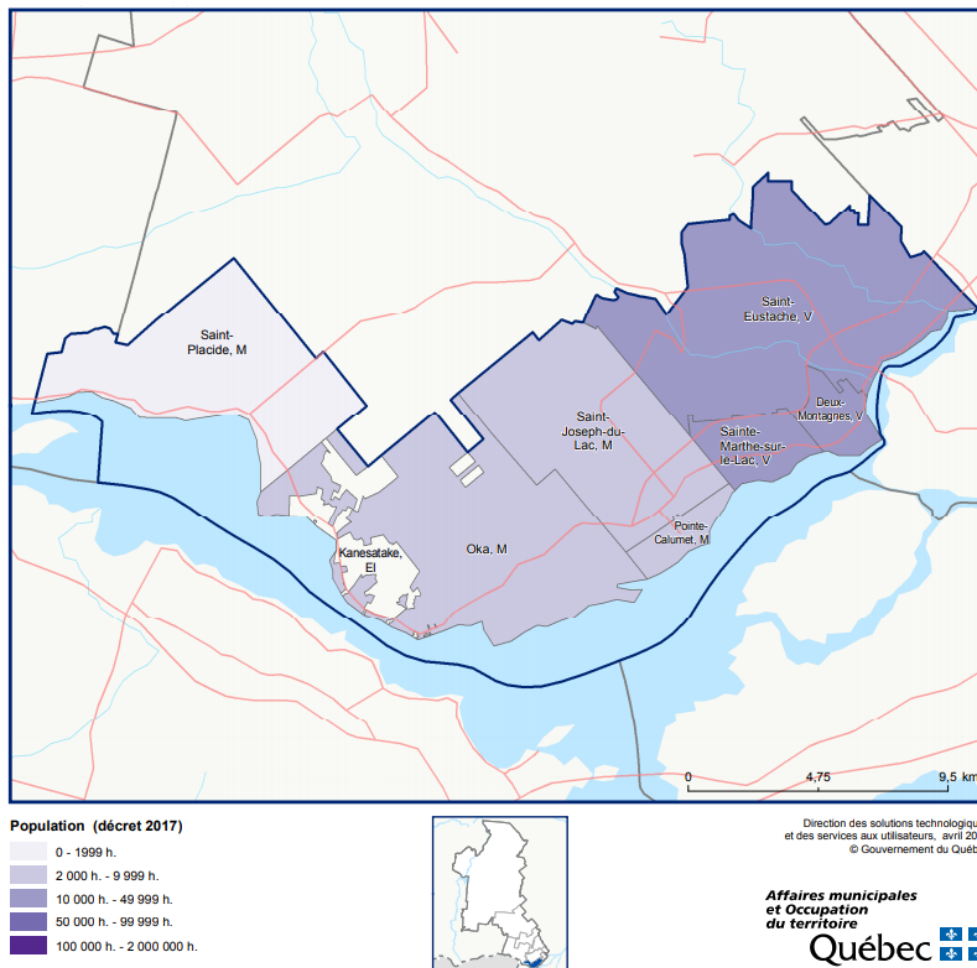 Saint-
Placide, M
Saint-
Eustache, V
Saint-
Joseph-du-
Lac, M
Deux-
Montagnes, V
Sainte-
Marthe-sur-
le-Lac, V
Pointe-
Calumet, M
Kanesatake,
EI
Oka, M
0 4,75 9,5 km
Population (décret 2017)
0 - 1999 h.
2 000 h. - 9 999 h.
10 000 h. - 49 999 h.
50 000 h. - 99 999 h.
100 000 h. - 2 000 000 h.
Direction des solutions technologiqu
et des services aux utilisateurs, avril 20
© Gouvernement du Québ
Affaires municipales
et Occupation
du territoire
Québec